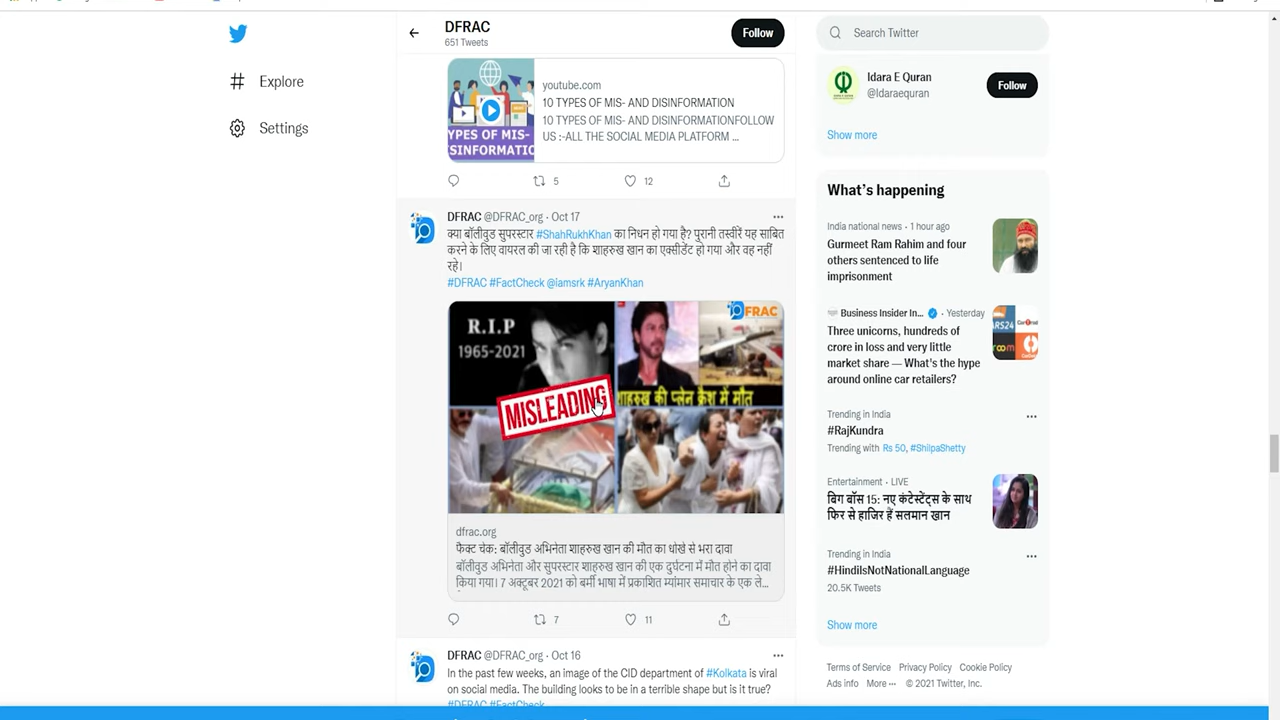 DFRAC
651 Tweets
Follow
Search Twitter
Explore
Settings
Idara E Quran
@Idaraequran
Follow
Show more
TYPES OF MIS-
youtube.com
10 TYPES OF MIS- AND DISINFORMATION
10 TYPES OF MIS- AND DISINFORMATIONFOLLOW
US :-ALL THE SOCIAL MEDIA PLATFORM ...
5
12
DFRAC @DFRAC_org · Oct 17
क्या बॉलीवुड सुपरस्टार #ShahRukhKhan का निधन हो गया है? पुरानी तस्वीरें यह साबित
करने के लिए वायरल की जा रही है कि शाहरुख खान का एक्सीडेंट हो गया और वह नहीं
रहे।
#DFRAC #FactCheck @iamsrk #AryanKhan
DFRAC
R.I.P
1965-2021
MISLEADING
शाहरुख की प्लेन क्रैश में मौत
dfrac.org
फैक्ट चेक: बॉलीवुड अभिनेता शाहरुख खान की मौत का धोखे से भरा दावा
बॉलीवुड अभिनेता और सुपरस्टार शाहरुख खान की एक दुर्घटना में मौत होने का दावा
किया गया। 7 अक्टूबर 2021 को बर्मी भाषा में प्रकाशित म्यांमार समाचार के एक ले...
7
11
DFRAC @DFRAC_org · Oct 16
In the past few weeks, an image of the CID department of #Kolkata is viral
on social media. The building looks to be in a terrible shape but is it true?
#DFRAC #FactCheck
What's happening
India national news · 1 hour ago
Gurmeet Ram Rahim and four
others sentenced to life
imprisonment
Business Insider In... · Yesterday
Three unicorns, hundreds of
crore in loss and very little
market share — What's the hype
around online car retailers?
Trending in India
#RajKundra
Trending with Rs 50, #ShilpaShetty
Entertainment · LIVE
बिग बॉस 15: नए कंटेस्टेंट्स के साथ
फिर से हाजिर हैं सलमान खान
Trending in India
#HindiIsNotNationalLanguage
20.5K Tweets
Show more
Terms of Service Privacy Policy Cookie Policy
Ads info More ··· © 2021 Twitter, Inc.